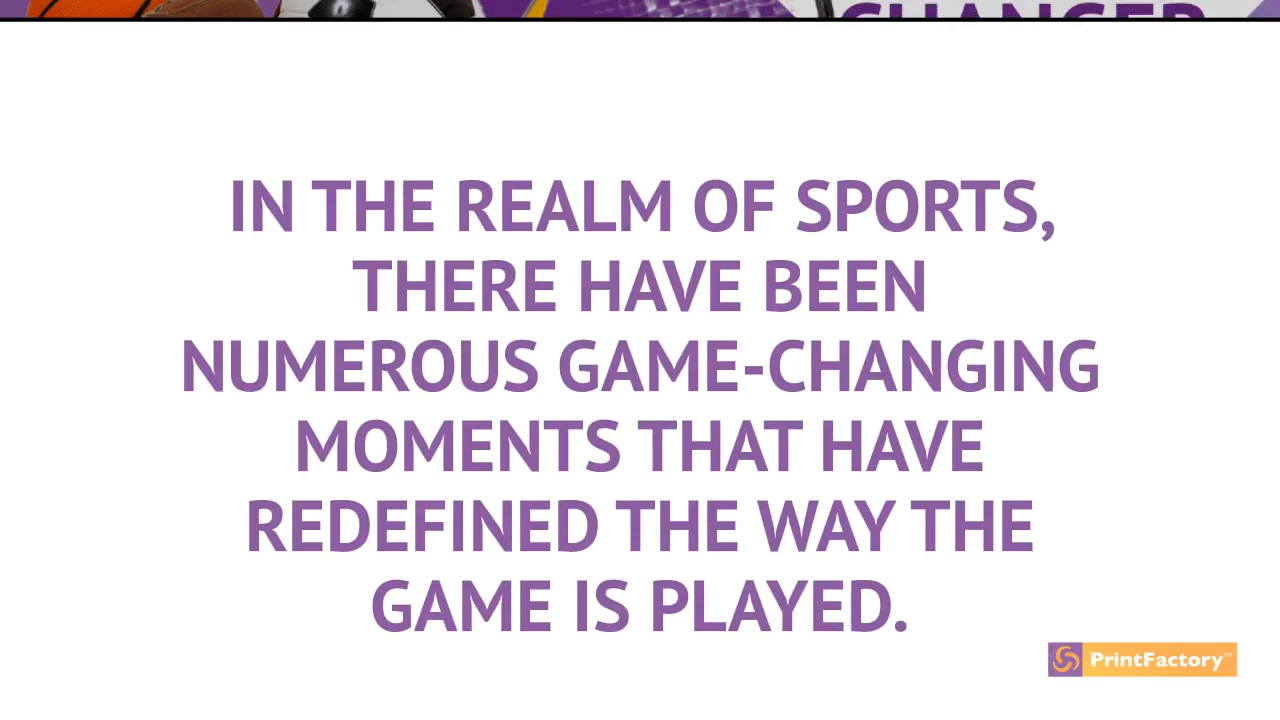 CHANGER
IN THE REALM OF SPORTS,
THERE HAVE BEEN
NUMEROUS GAME-CHANGING
MOMENTS THAT HAVE
REDEFINED THE WAY THE
GAME IS PLAYED.
PrintFactory™